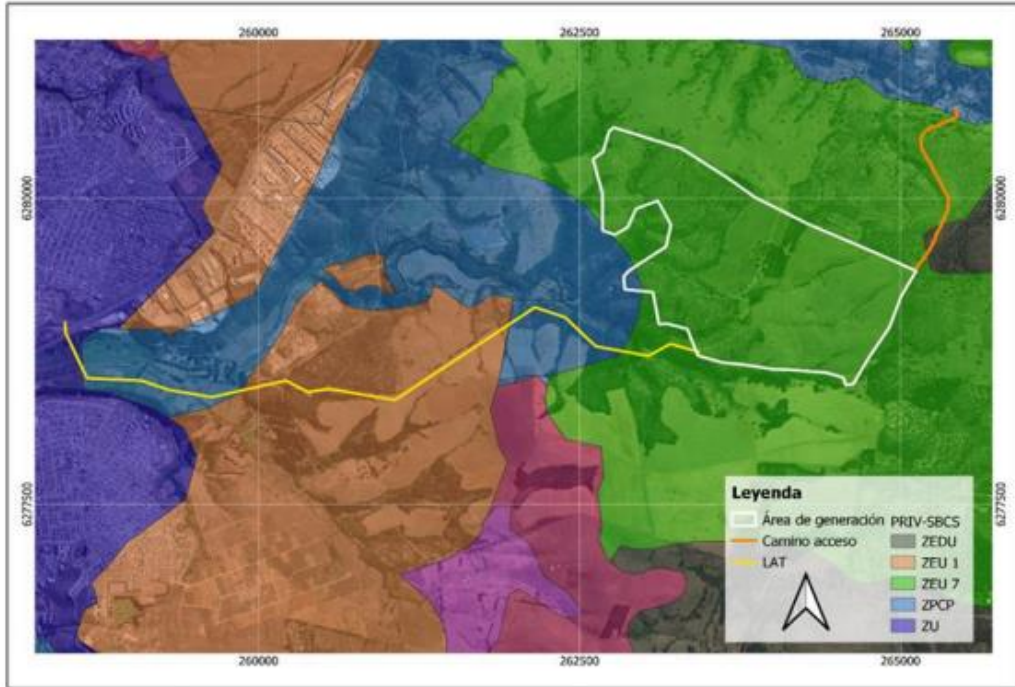 260000 262500 265000
6280000 6280000
6277500 6277500
Leyenda
Área de generación
Camino acceso
LAT
PRIV-SBCS
ZEDU
ZEU 1
ZEU 7
ZPCP
ZU
260000 262500 265000